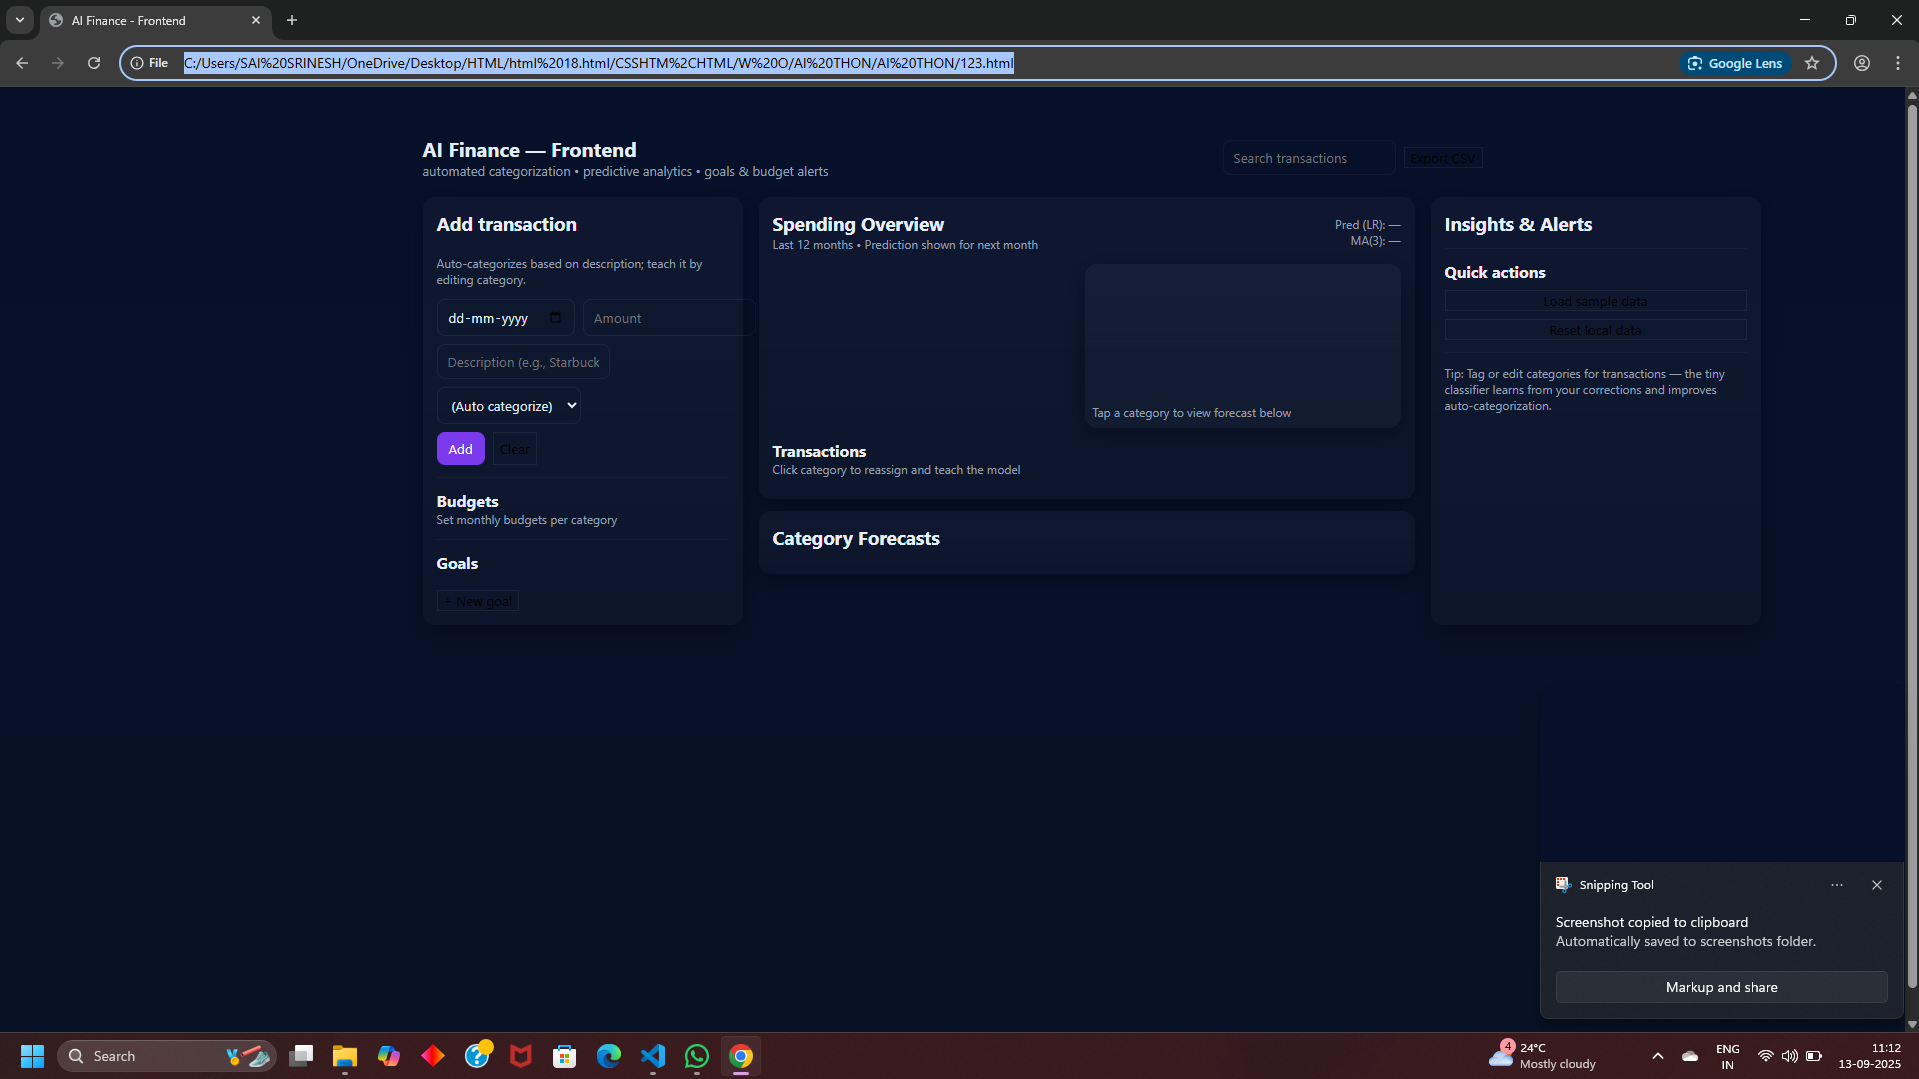 AI Finance - Frontend
File
C:/Users/SAI%20SRINESH/OneDrive/Desktop/HTML/html%2018.html/CSSHTM%2CHTML/W%20O/AI%20THON/AI%20THON/123.html
Google Lens
AI Finance — Frontend
automated categorization • predictive analytics • goals & budget alerts
Search transactions
Export CSV
Add transaction
Auto-categorizes based on description; teach it by
editing category.
dd-mm-yyyy
Amount
Description (e.g., Starbuck
(Auto categorize)
Add
Clear
Budgets
Set monthly budgets per category
Goals
+ New goal
Spending Overview
Last 12 months • Prediction shown for next month
Pred (LR): —
MA(3): —
Tap a category to view forecast below
Transactions
Click category to reassign and teach the model
Category Forecasts
Insights & Alerts
Quick actions
Load sample data
Reset local data
Tip: Tag or edit categories for transactions — the tiny
classifier learns from your corrections and improves
auto-categorization.
Snipping Tool
Screenshot copied to clipboard
Automatically saved to screenshots folder.
Markup and share
Search
4
24°C
Mostly cloudy
ENG
IN
11:12
13-09-2025